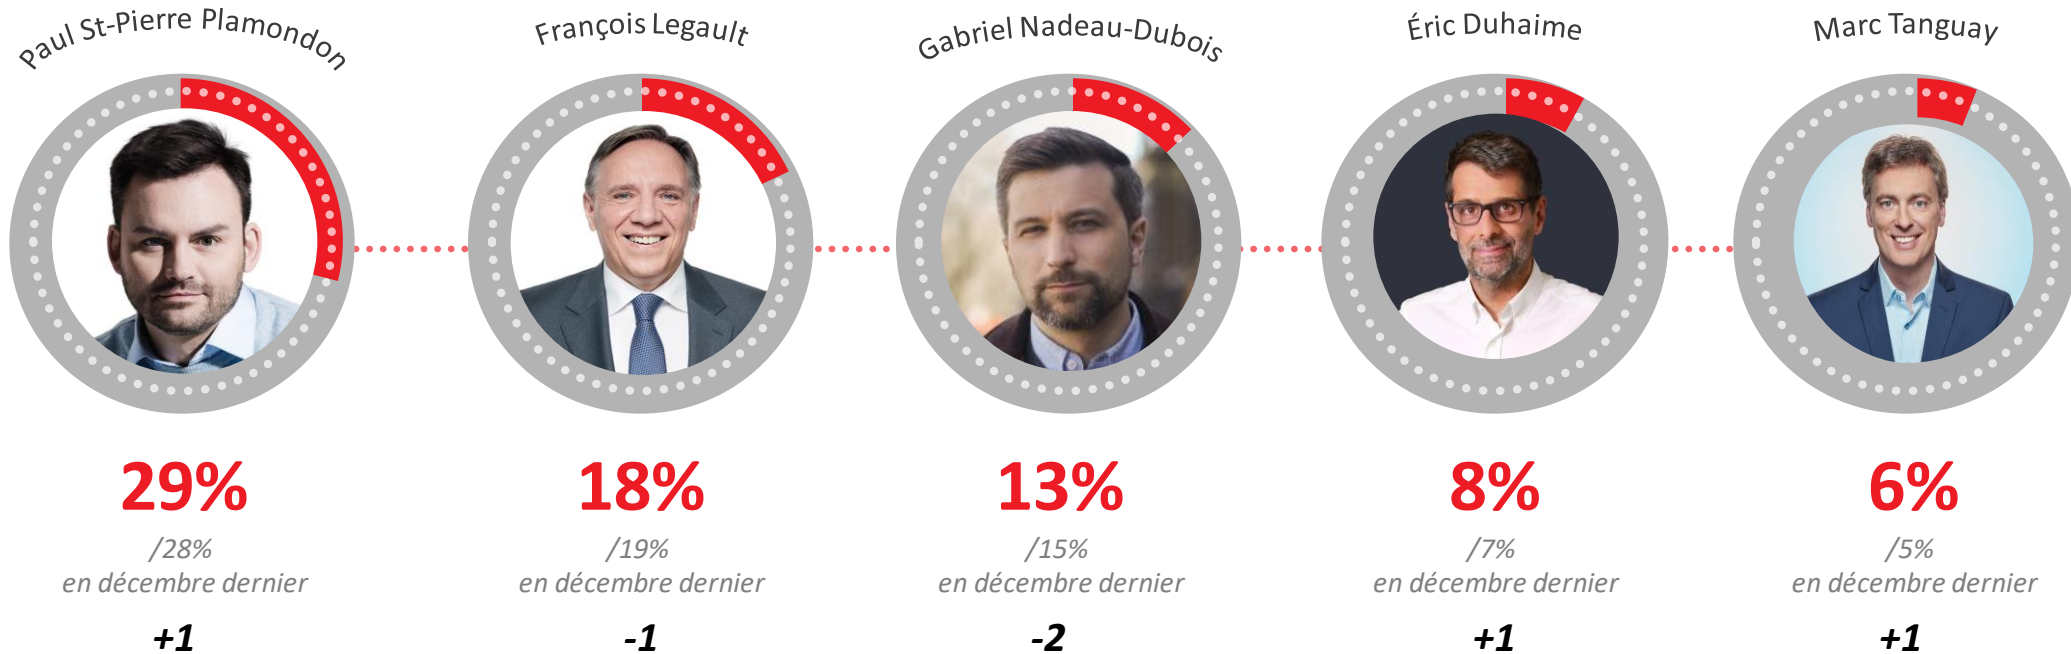 Paul St-Pierre Plamondon
François Legault
Gabriel Nadeau-Dubois
Éric Duhaime
Marc Tanguay
29%
18%
13%
8%
6%
/28%
/19%
/15%
/7%
/5%
en décembre dernier
en décembre dernier
en décembre dernier
en décembre dernier
en décembre dernier
+1
-1
-2
+1
+1